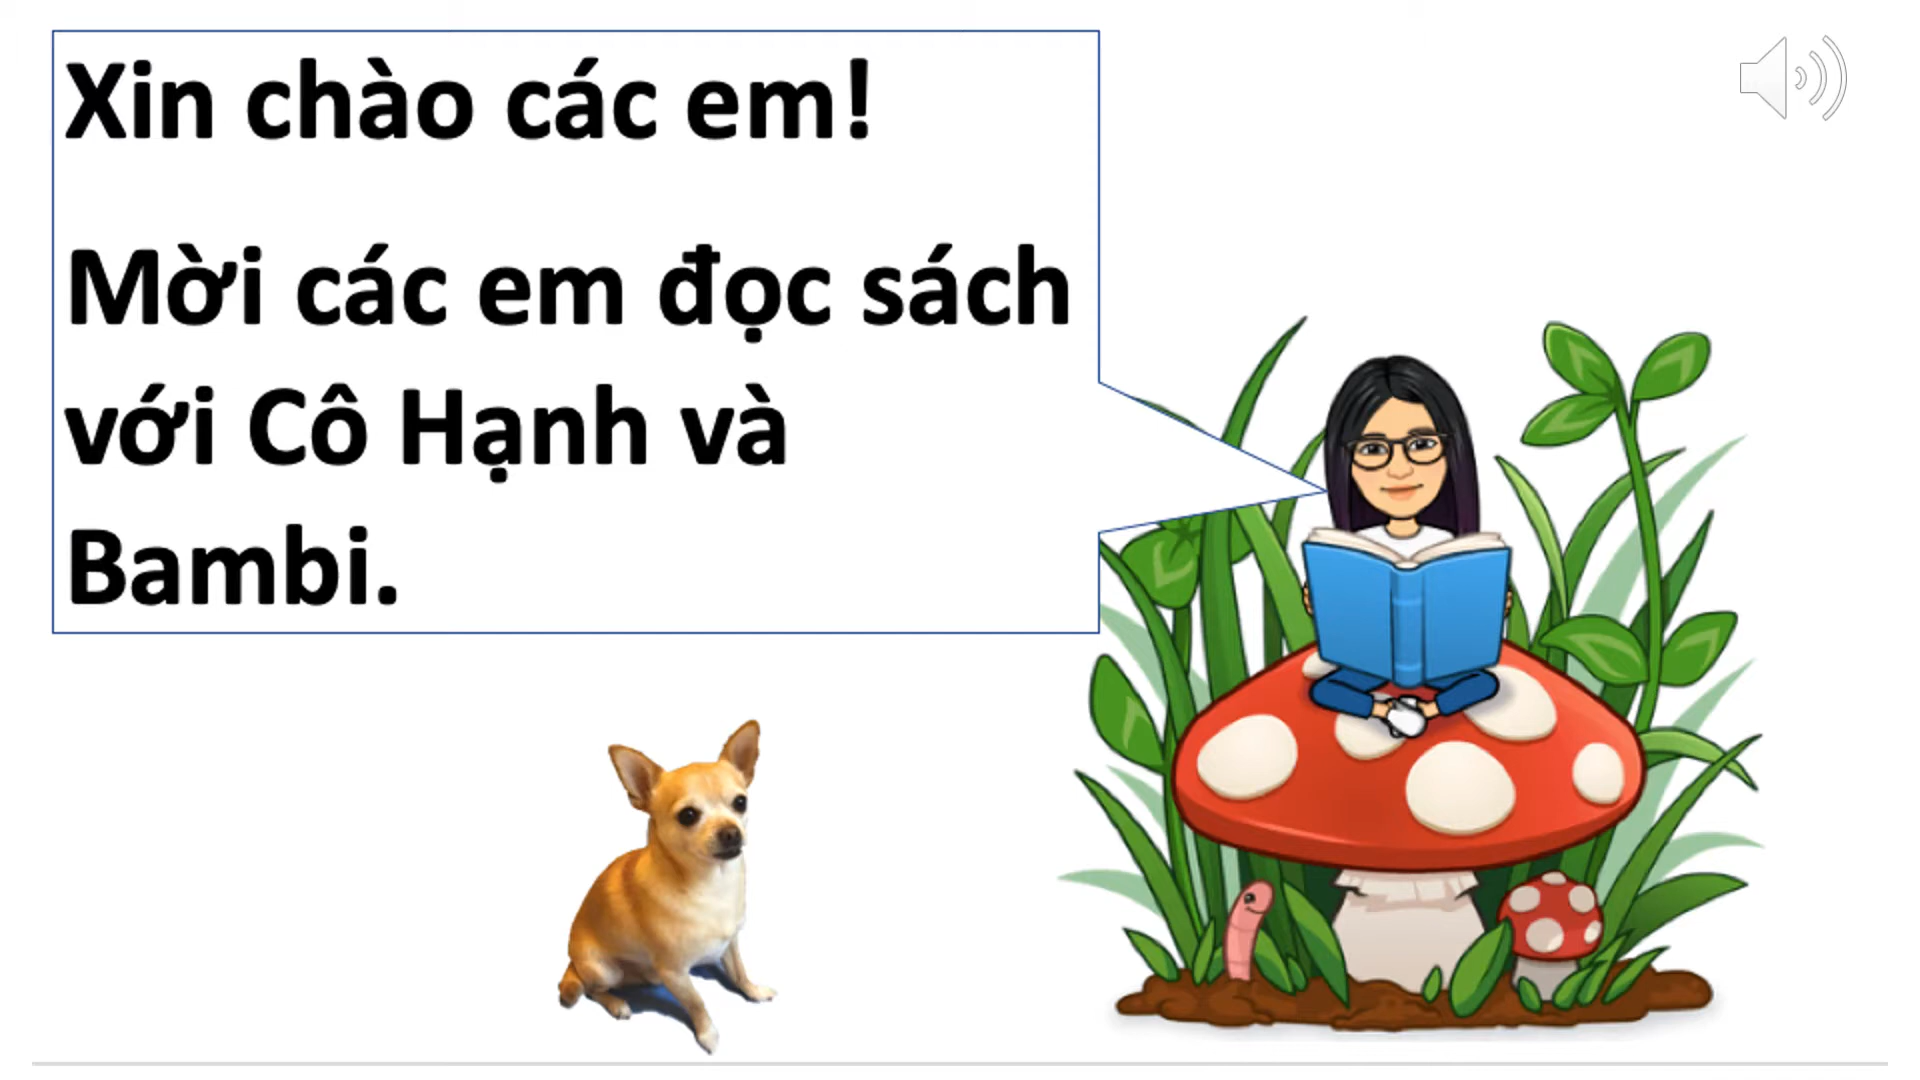 Xin chào các em!
Mời các em đọc sách
với Cô Hạnh và
Bambi.